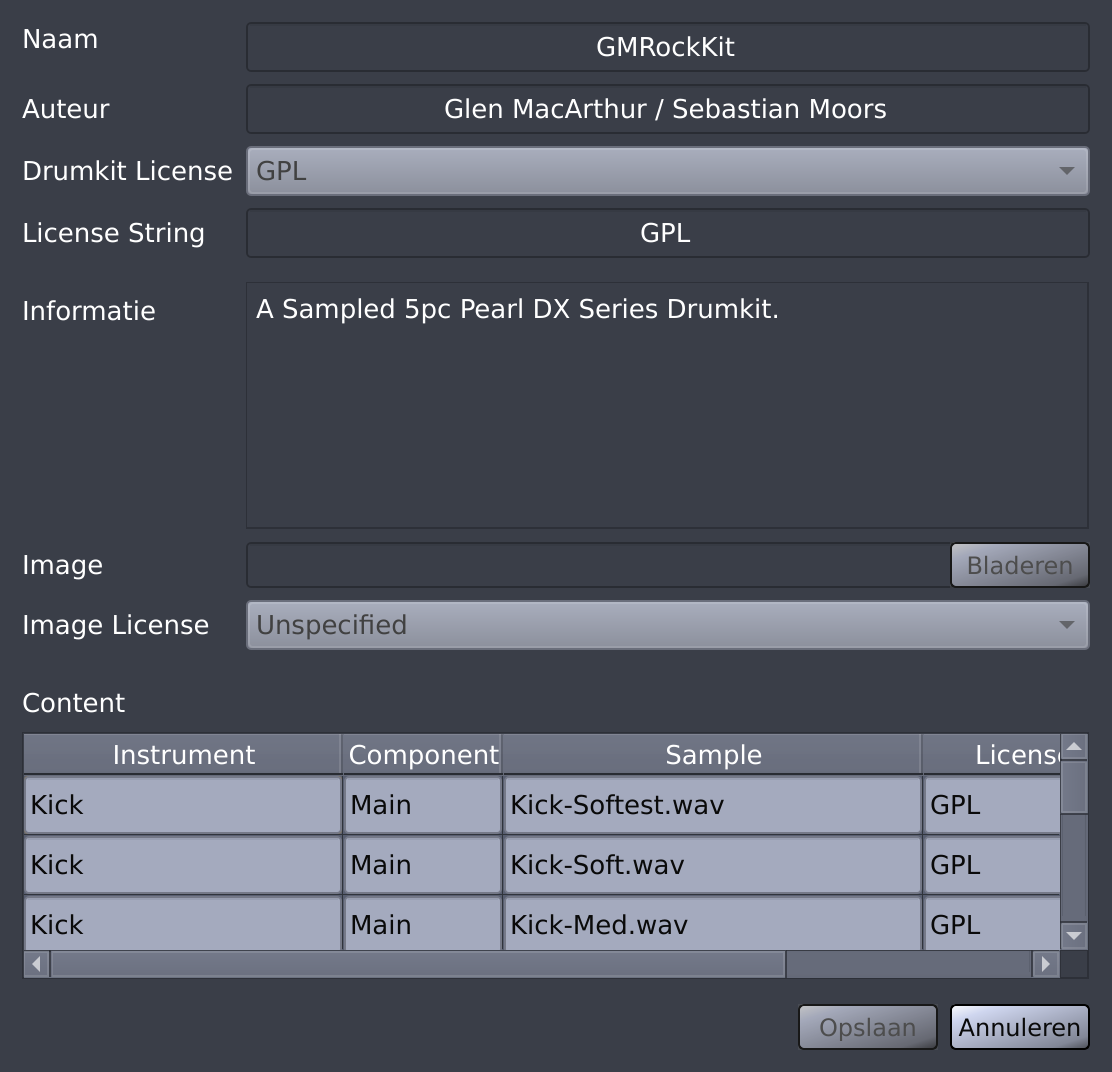 Naam GMRockKit
Auteur Glen MacArthur / Sebastian Moors
Drumkit License GPL
License String GPL
Informatie A Sampled 5pc Pearl DX Series Drumkit.
Image Bladeren
Image License Unspecified
Content
Instrument Component Sample License
Kick Main Kick-Softest.wav GPL
Kick Main Kick-Soft.wav GPL
Kick Main Kick-Med.wav GPL
Opslaan Annuleren